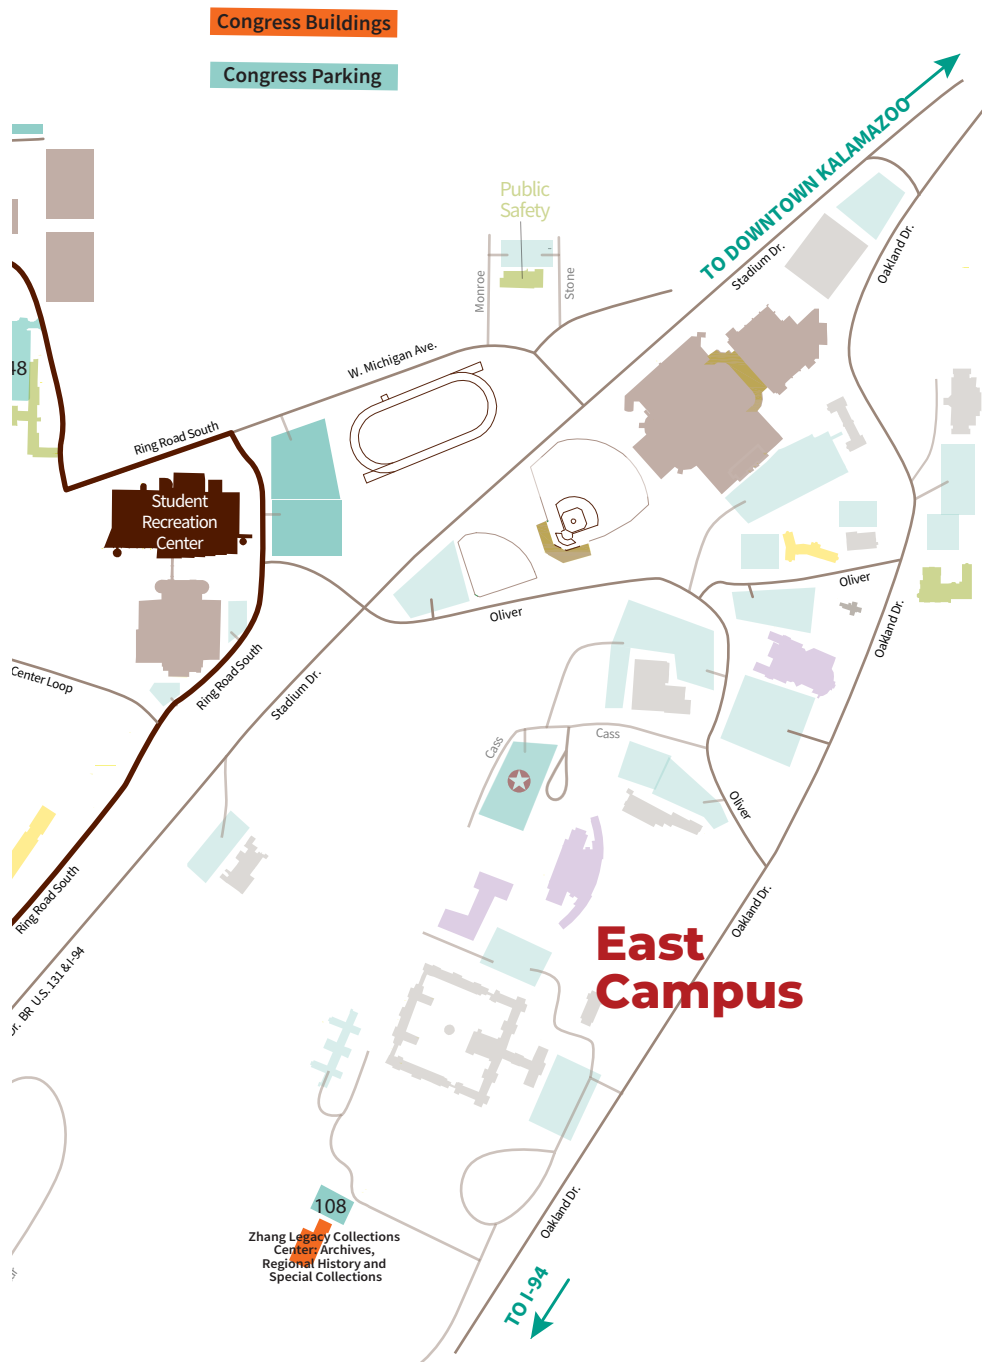 Congress Buildings
Congress Parking
TO DOWNTOWN KALAMAZOO
Public
Safety
Stadium Dr.
Oakland Dr.
Monroe
Stone
W. Michigan Ave.
48
Ring Road South
Student
Recreation
Center
Oliver
Oliver
Oakland Dr.
Center Loop
Ring Road South
Stadium Dr.
Cass
Cass
Oliver
Ring Road South
Oakland Dr.
East
Campus
Dr. BR U.S. 131 & I-94
108
Zhang Legacy Collections
Center: Archives,
Regional History and
Special Collections
Oakland Dr.
TO I-94